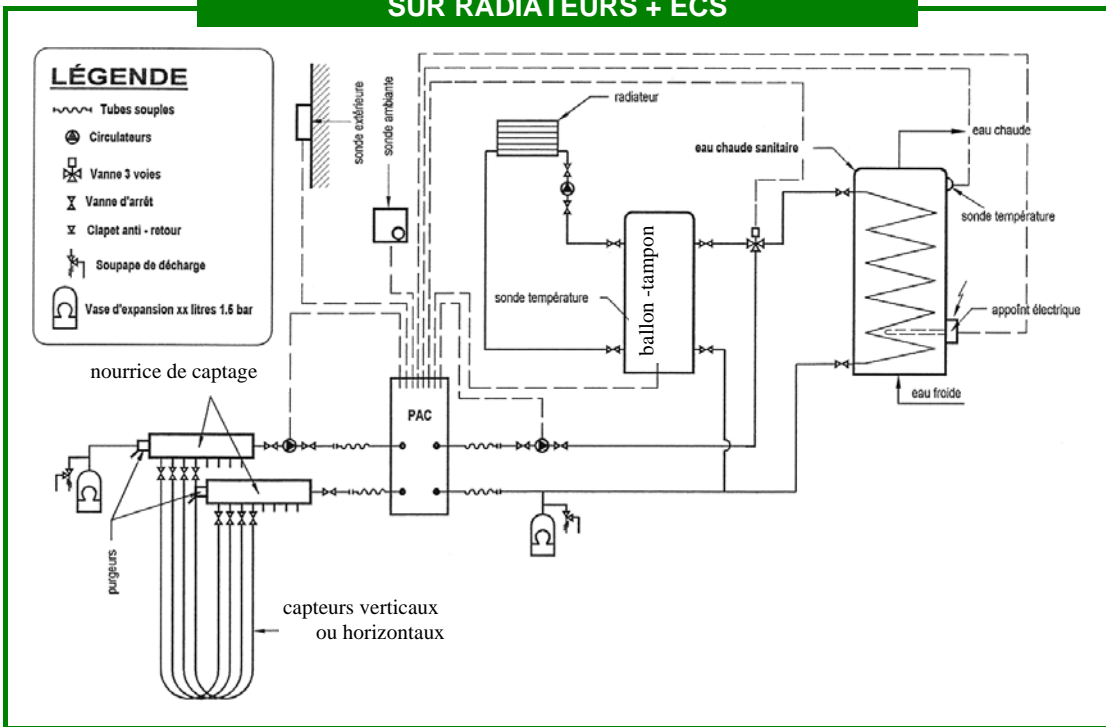 SUR RADIATEURS + ECS
LÉGENDE
Tubes souples
Circulateurs
Vanne 3 voies
Vanne d'arrêt
Clapet anti - retour
Soupape de décharge
Vase d'expansion xx litres 1.5 bar
sonde extérieure
sonde ambiante
radiateur
eau chaude sanitaire
eau chaude
sonde température
sonde température
ballon -tampon
appoint électrique
eau froide
nourrice de captage
PAC
purgeurs
capteurs verticaux
ou horizontaux